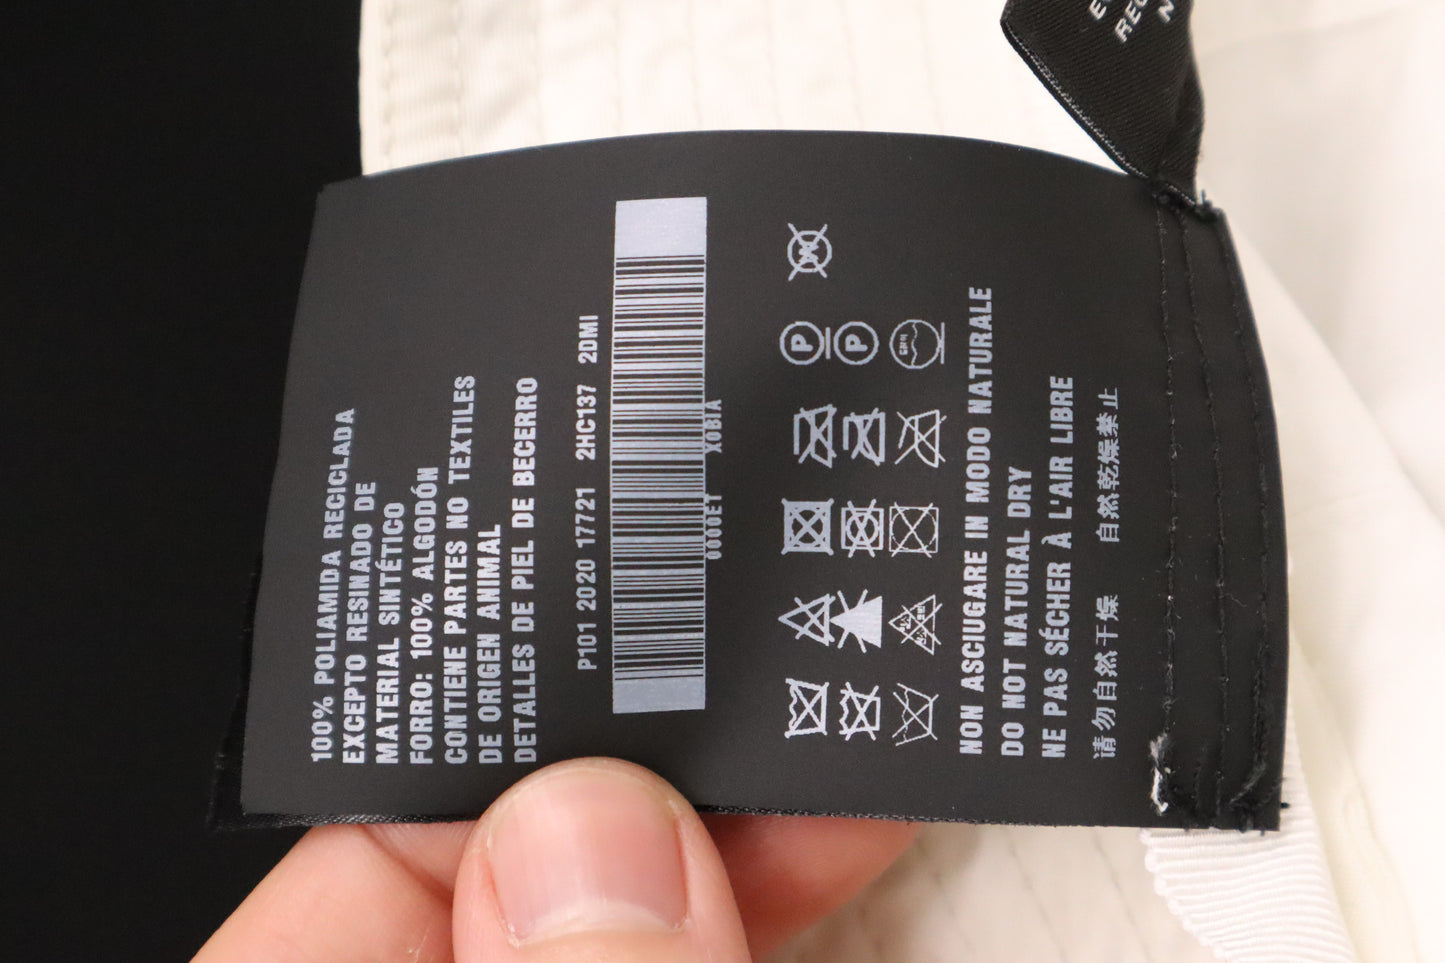 100% POLIAMIDA RECICLADA
EXCEPTO RESINADO DE
MATERIAL SINTÉTICO
FORRO: 100% ALGODÓN
CONTIENE PARTES NO TEXTILES
DE ORIGEN ANIMAL
DETALLES DE PIEL DE BECERRO
P101 2020 17721 2HC137 2DMI
0000ET X0BIA
W
P P
NON ASCIUGARE IN MODO NATURALE
DO NOT NATURAL DRY
NE PAS SÉCHER À L'AIR LIBRE
请勿自然干燥 自然乾燥禁止